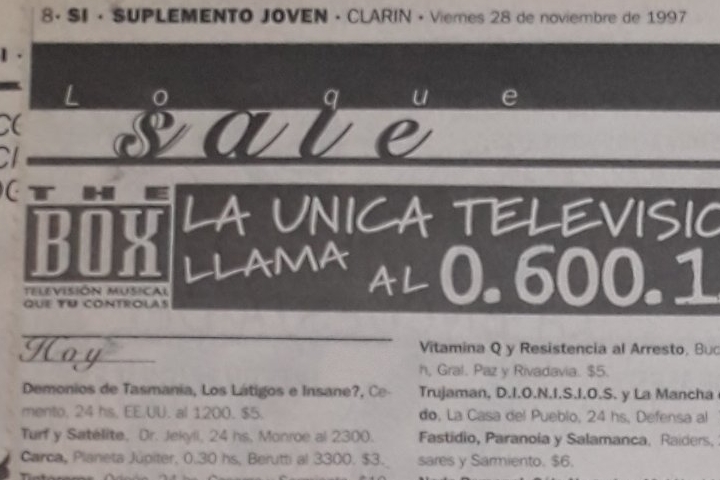 8 · SI · SUPLEMENTO JOVEN · CLARIN · Viernes 28 de noviembre de 1997
Lo que
sale
THE
BOX
TELEVISIÓN MUSICAL
QUE TU CONTROLAS
LA UNICA TELEVISIO
LLAMA AL 0.600.1
Hoy
Demonios de Tasmania, Los Látigos e Insane?, Ce-
mento, 24 hs, EE.UU. al 1200. $5.
Turf y Satélite, Dr. Jekyll, 24 hs, Monroe al 2300.
Carca, Planeta Júpiter, 0.30 hs, Berutti al 3300. $3.
Vitamina Q y Resistencia al Arresto, Buc
h, Gral. Paz y Rivadavia. $5.
Trujaman, D.I.O.N.I.S.I.O.S. y La Mancha
do, La Casa del Pueblo, 24 hs, Defensa al
Fastidio, Paranoia y Salamanca, Raiders,
sares y Sarmiento. $6.